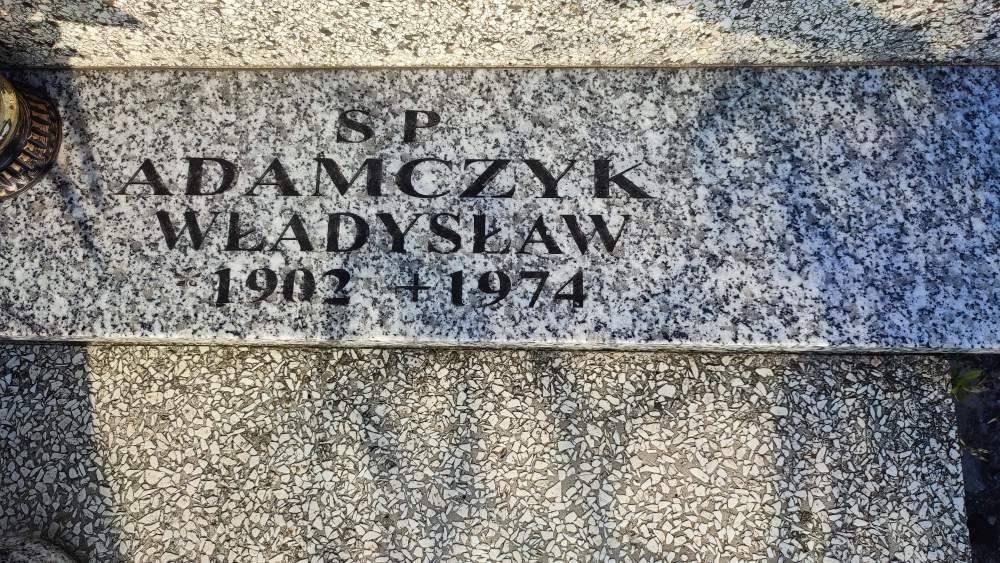 S P
ADAMCZYK
WŁADYSŁAW
*1902 +1974